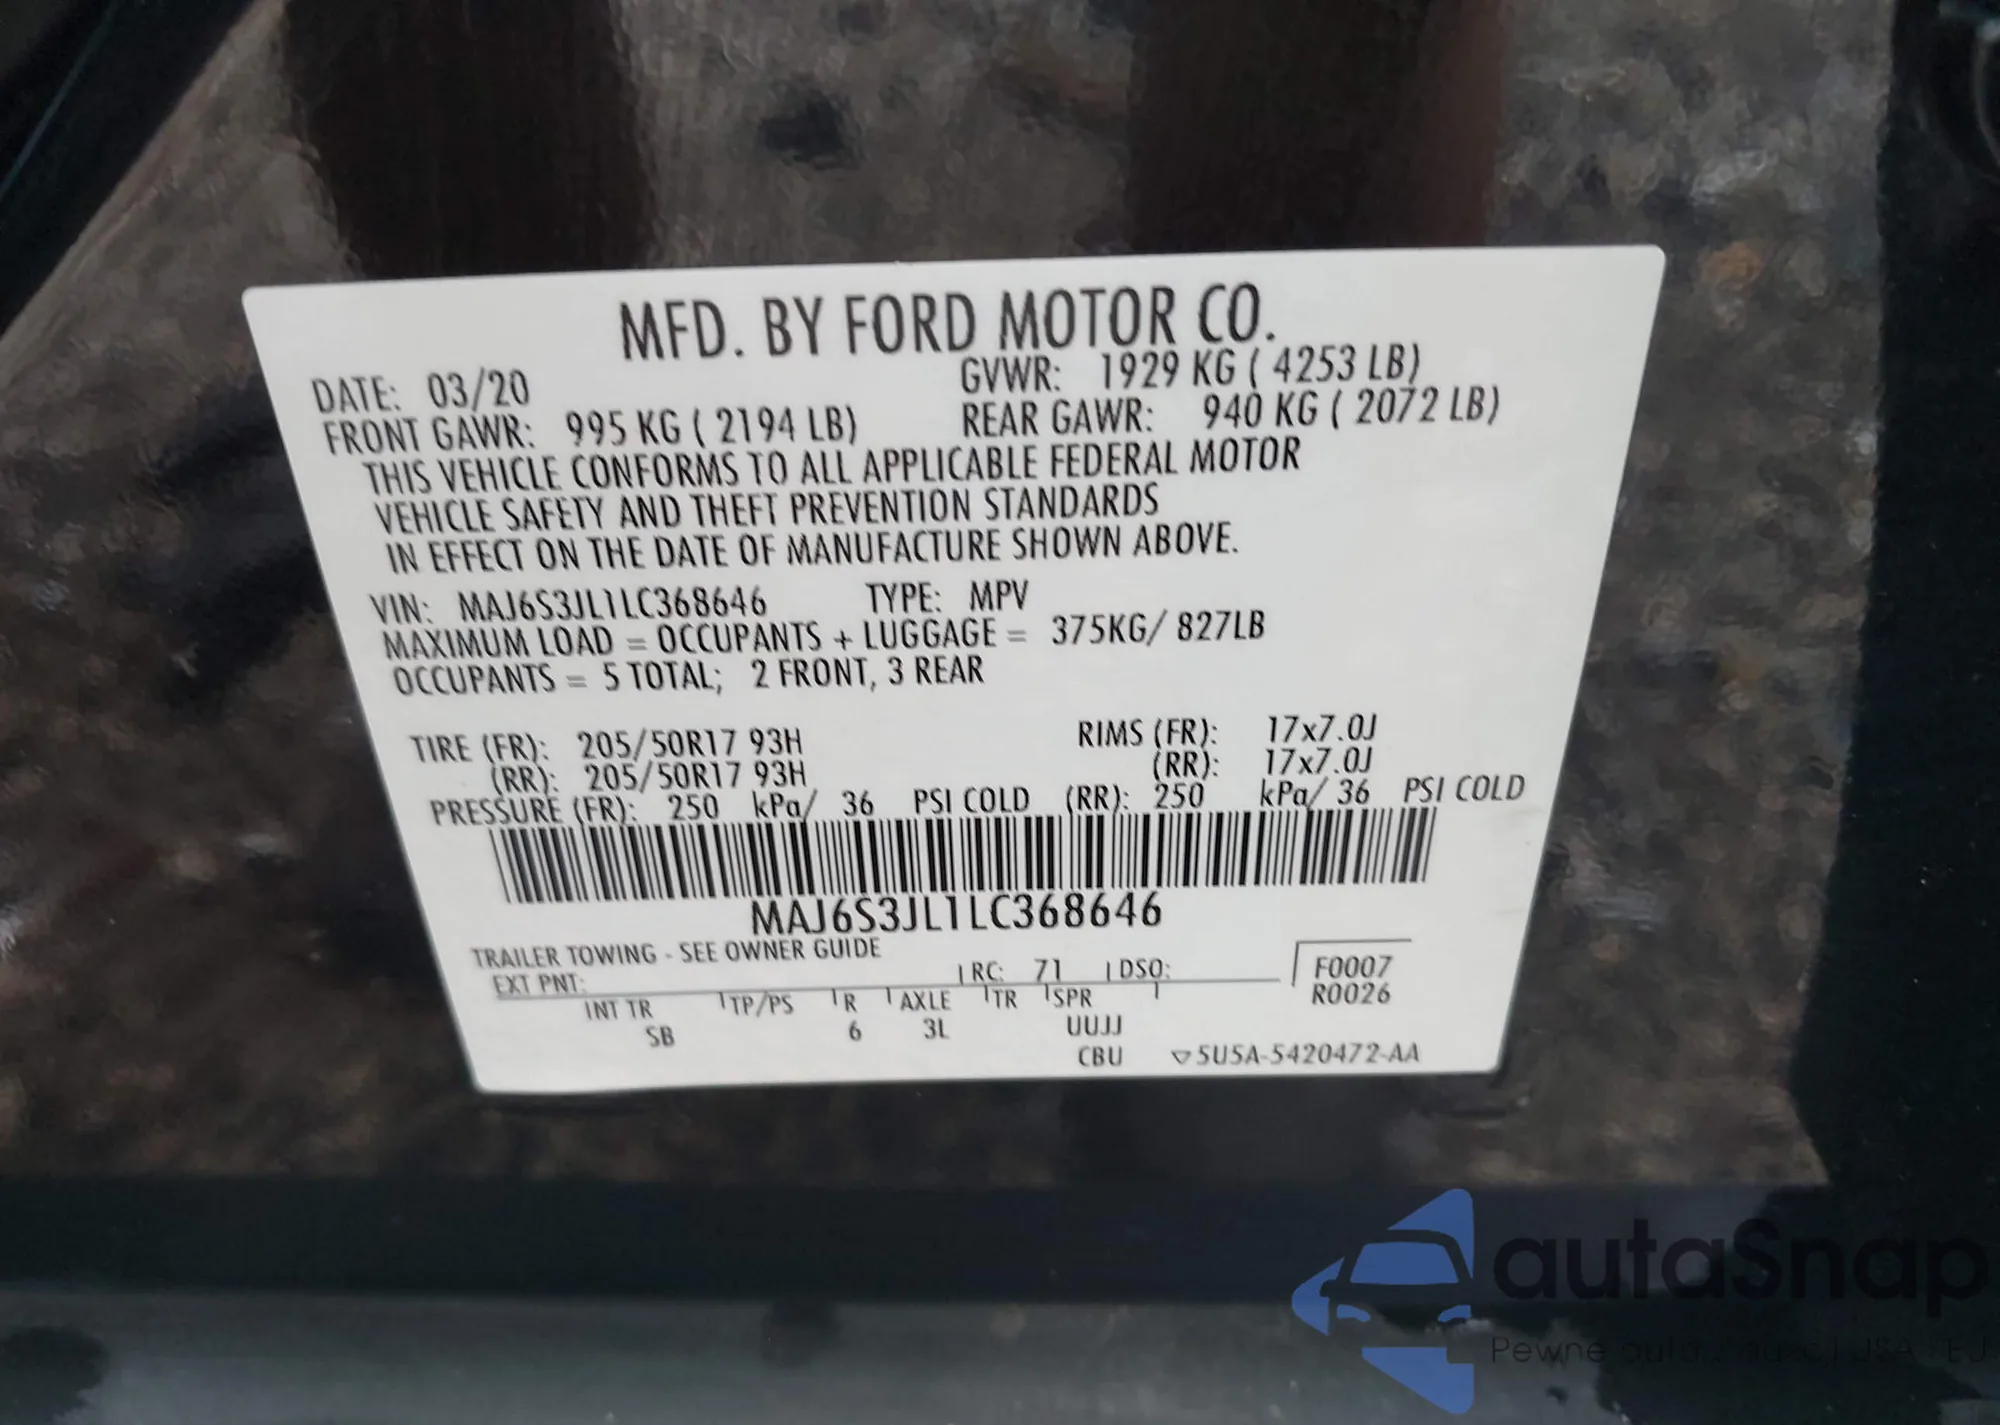 MFD. BY FORD MOTOR CO.
DATE: 03/20 GVWR: 1929 KG ( 4253 LB)
FRONT GAWR: 995 KG ( 2194 LB) REAR GAWR: 940 KG ( 2072 LB)
THIS VEHICLE CONFORMS TO ALL APPLICABLE FEDERAL MOTOR
VEHICLE SAFETY AND THEFT PREVENTION STANDARDS
IN EFFECT ON THE DATE OF MANUFACTURE SHOWN ABOVE.
VIN: MAJ6S3JL1LC368646 TYPE: MPV
MAXIMUM LOAD = OCCUPANTS + LUGGAGE = 375KG/ 827LB
OCCUPANTS = 5 TOTAL; 2 FRONT, 3 REAR
TIRE (FR): 205/50R17 93H RIMS (FR): 17x7.0J
(RR): 205/50R17 93H (RR): 17x7.0J
PRESSURE (FR): 250 kPa/ 36 PSI COLD (RR): 250 kPa/ 36 PSI COLD
MAJ6S3JL1LC368646
TRAILER TOWING - SEE OWNER GUIDE
EXT PNT: RC: 71 DSO: F0007
R0026
INT TR TP/PS R AXLE TR SPR
SB 6 3L UUJJ
CBU ▽5U5A-5420472-AA
autaSnap
Pewne auta USA